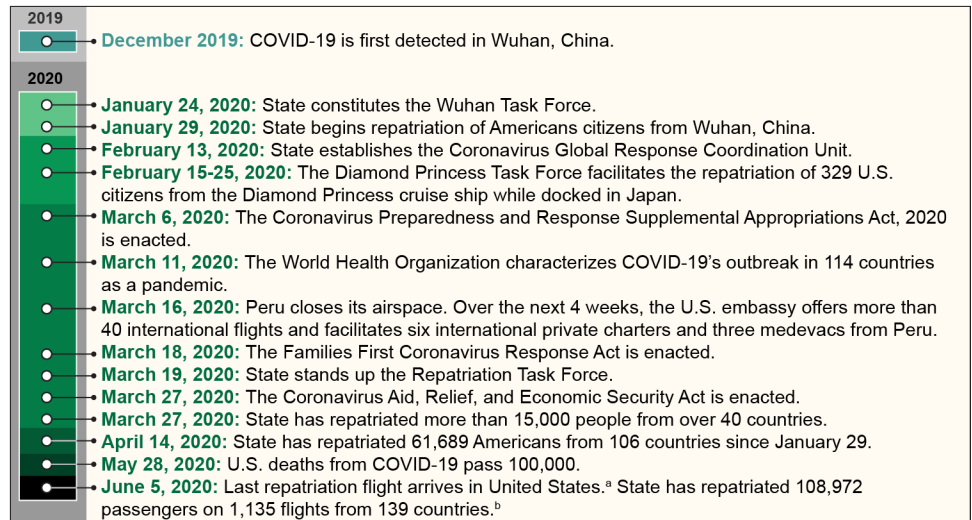 2019
December 2019: COVID-19 is first detected in Wuhan, China.
2020
January 24, 2020: State constitutes the Wuhan Task Force.
January 29, 2020: State begins repatriation of Americans citizens from Wuhan, China.
February 13, 2020: State establishes the Coronavirus Global Response Coordination Unit.
February 15-25, 2020: The Diamond Princess Task Force facilitates the repatriation of 329 U.S.
citizens from the Diamond Princess cruise ship while docked in Japan.
March 6, 2020: The Coronavirus Preparedness and Response Supplemental Appropriations Act, 2020
is enacted.
March 11, 2020: The World Health Organization characterizes COVID-19’s outbreak in 114 countries
as a pandemic.
March 16, 2020: Peru closes its airspace. Over the next 4 weeks, the U.S. embassy offers more than
40 international flights and facilitates six international private charters and three medevacs from Peru.
March 18, 2020: The Families First Coronavirus Response Act is enacted.
March 19, 2020: State stands up the Repatriation Task Force.
March 27, 2020: The Coronavirus Aid, Relief, and Economic Security Act is enacted.
March 27, 2020: State has repatriated more than 15,000 people from over 40 countries.
April 14, 2020: State has repatriated 61,689 Americans from 106 countries since January 29.
May 28, 2020: U.S. deaths from COVID-19 pass 100,000.
June 5, 2020: Last repatriation flight arrives in United States.ᵃ State has repatriated 108,972
passengers on 1,135 flights from 139 countries.ᵇ